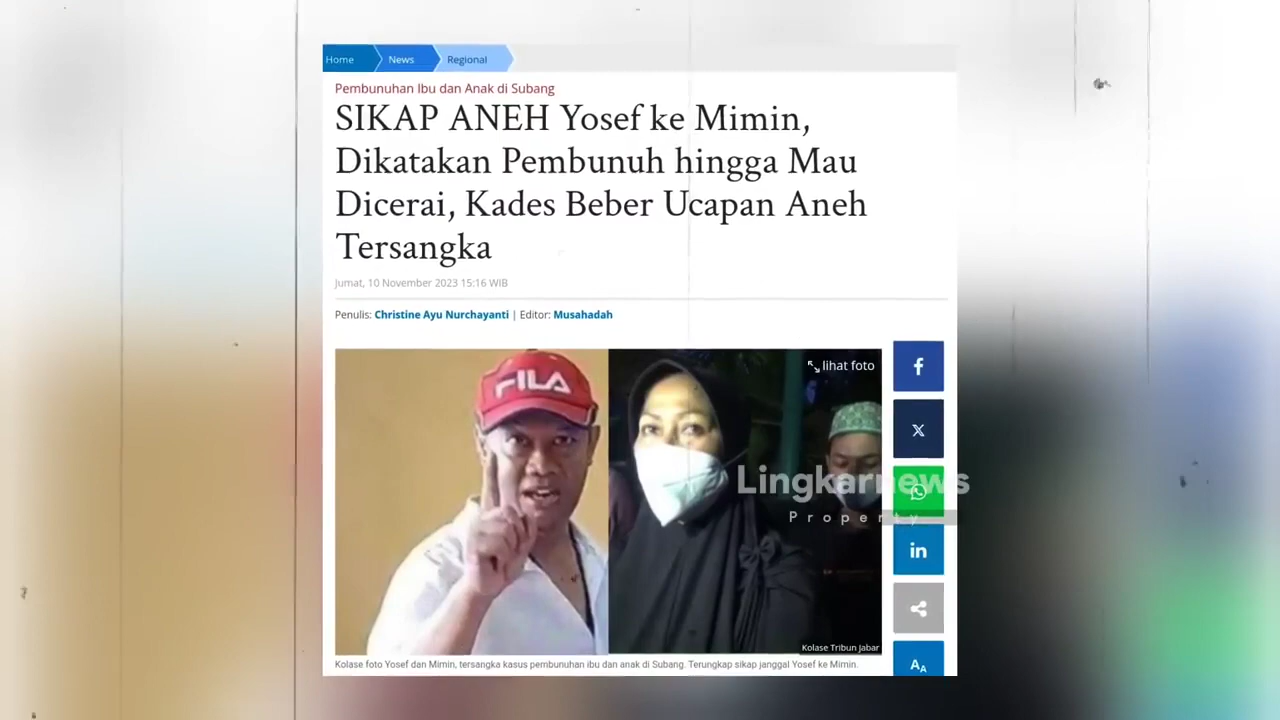 Home
News
Regional
Pembunuhan Ibu dan Anak di Subang
SIKAP ANEH Yosef ke Mimin,
Dikatakan Pembunuh hingga Mau
Dicerai, Kades Beber Ucapan Aneh
Tersangka
Jumat, 10 November 2023 15:16 WIB
Penulis: Christine Ayu Nurchayanti | Editor: Musahadah
lihat foto
FILA
Lingkarnews
Property
Kolase Tribun Jabar
Kolase foto Yosef dan Mimin, tersangka kasus pembunuhan ibu dan anak di Subang. Terungkap sikap janggal Yosef ke Mimin.
f
X
in
AA